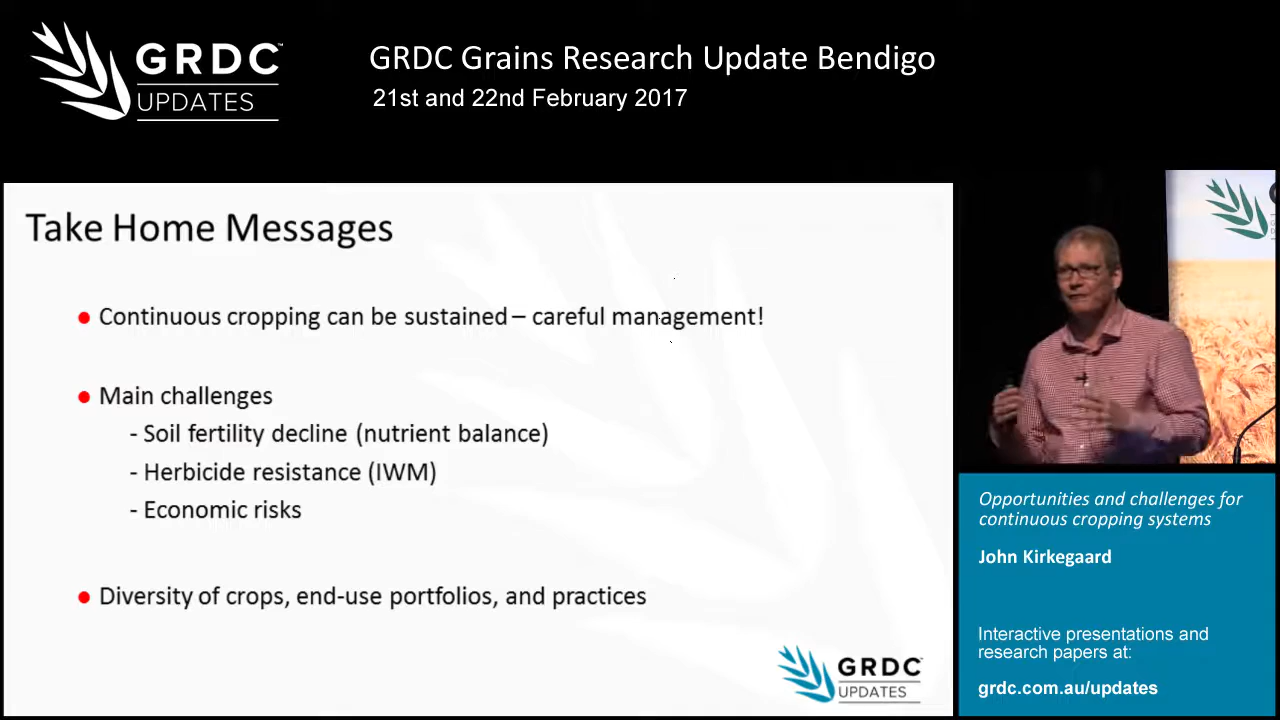 GRDC™
UPDATES
GRDC Grains Research Update Bendigo
21st and 22nd February 2017
Take Home Messages
● Continuous cropping can be sustained – careful management!
● Main challenges
- Soil fertility decline (nutrient balance)
- Herbicide resistance (IWM)
- Economic risks
● Diversity of crops, end-use portfolios, and practices
GRDC™
UPDATES
Opportunities and challenges for
continuous cropping systems
John Kirkegaard
Interactive presentations and
research papers at:
grdc.com.au/updates